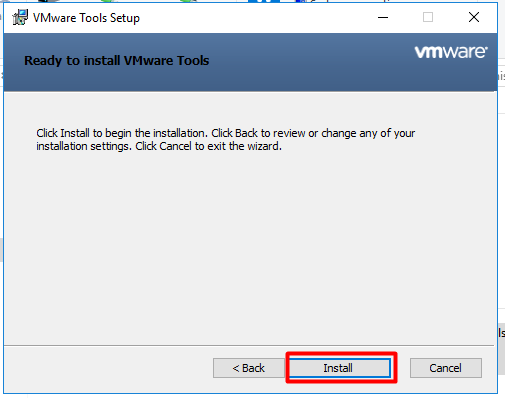 VMware Tools Setup
Ready to install VMware Tools
vmware
Click Install to begin the installation. Click Back to review or change any of your
installation settings. Click Cancel to exit the wizard.
< Back
Install
Cancel